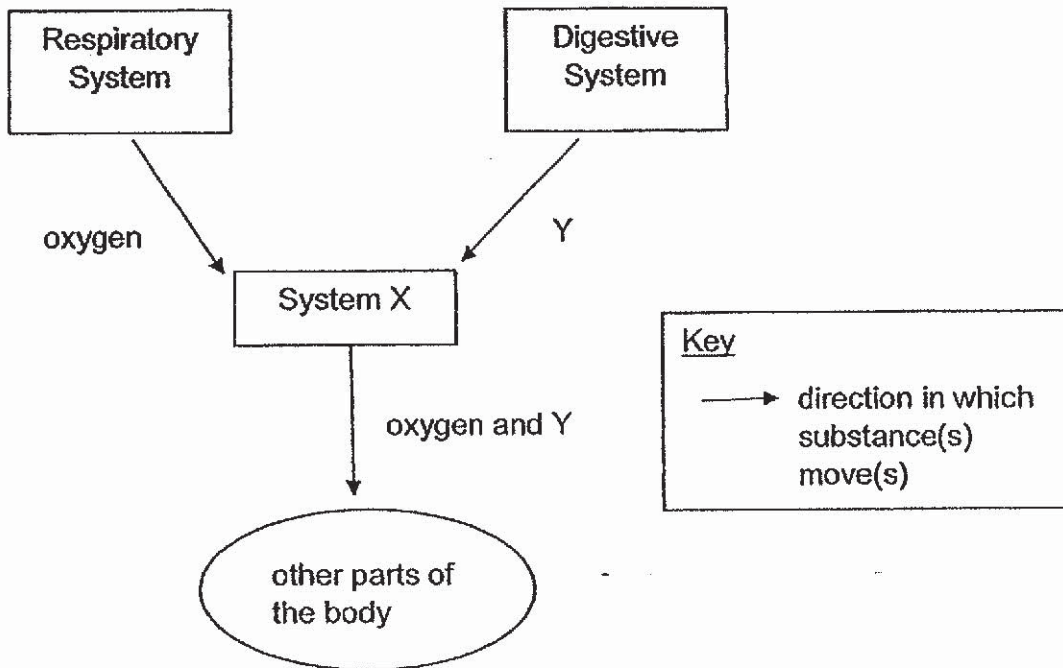 Respiratory
System
Digestive
System
oxygen
Y
System X
Key
direction in which
substance(s)
move(s)
oxygen and Y
other parts of
the body